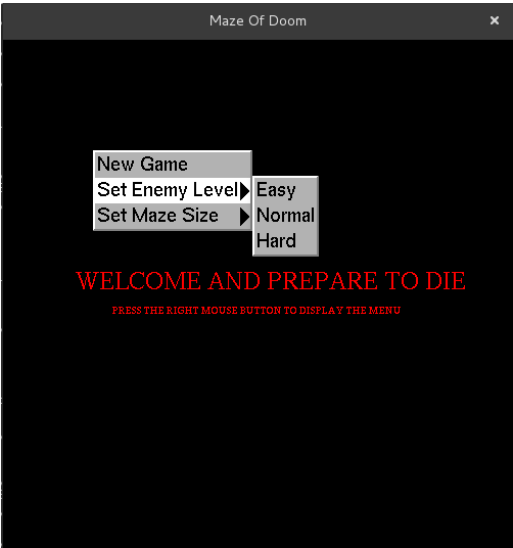 Maze Of Doom
New Game
Set Enemy Level
Set Maze Size
Easy
Normal
Hard
WELCOME AND PREPARE TO DIE
PRESS THE RIGHT MOUSE BUTTON TO DISPLAY THE MENU